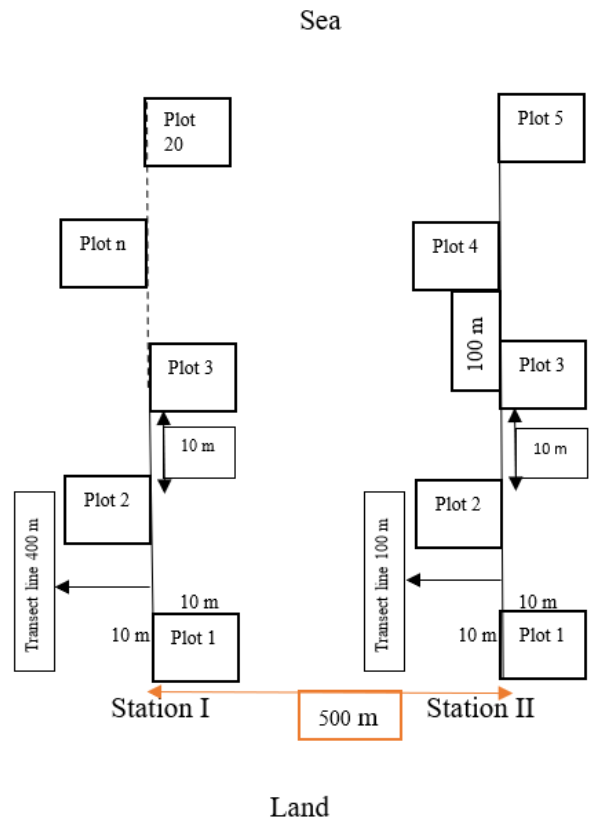 Sea
Plot
20
Plot 5
Plot n
Plot 4
100 m
Plot 3
Plot 3
10 m
10 m
Plot 2
Plot 2
Transect line 400 m
Transect line 100 m
10 m
10 m
10 m
Plot 1
10 m
Plot 1
Station I
500 m
Station II
Land